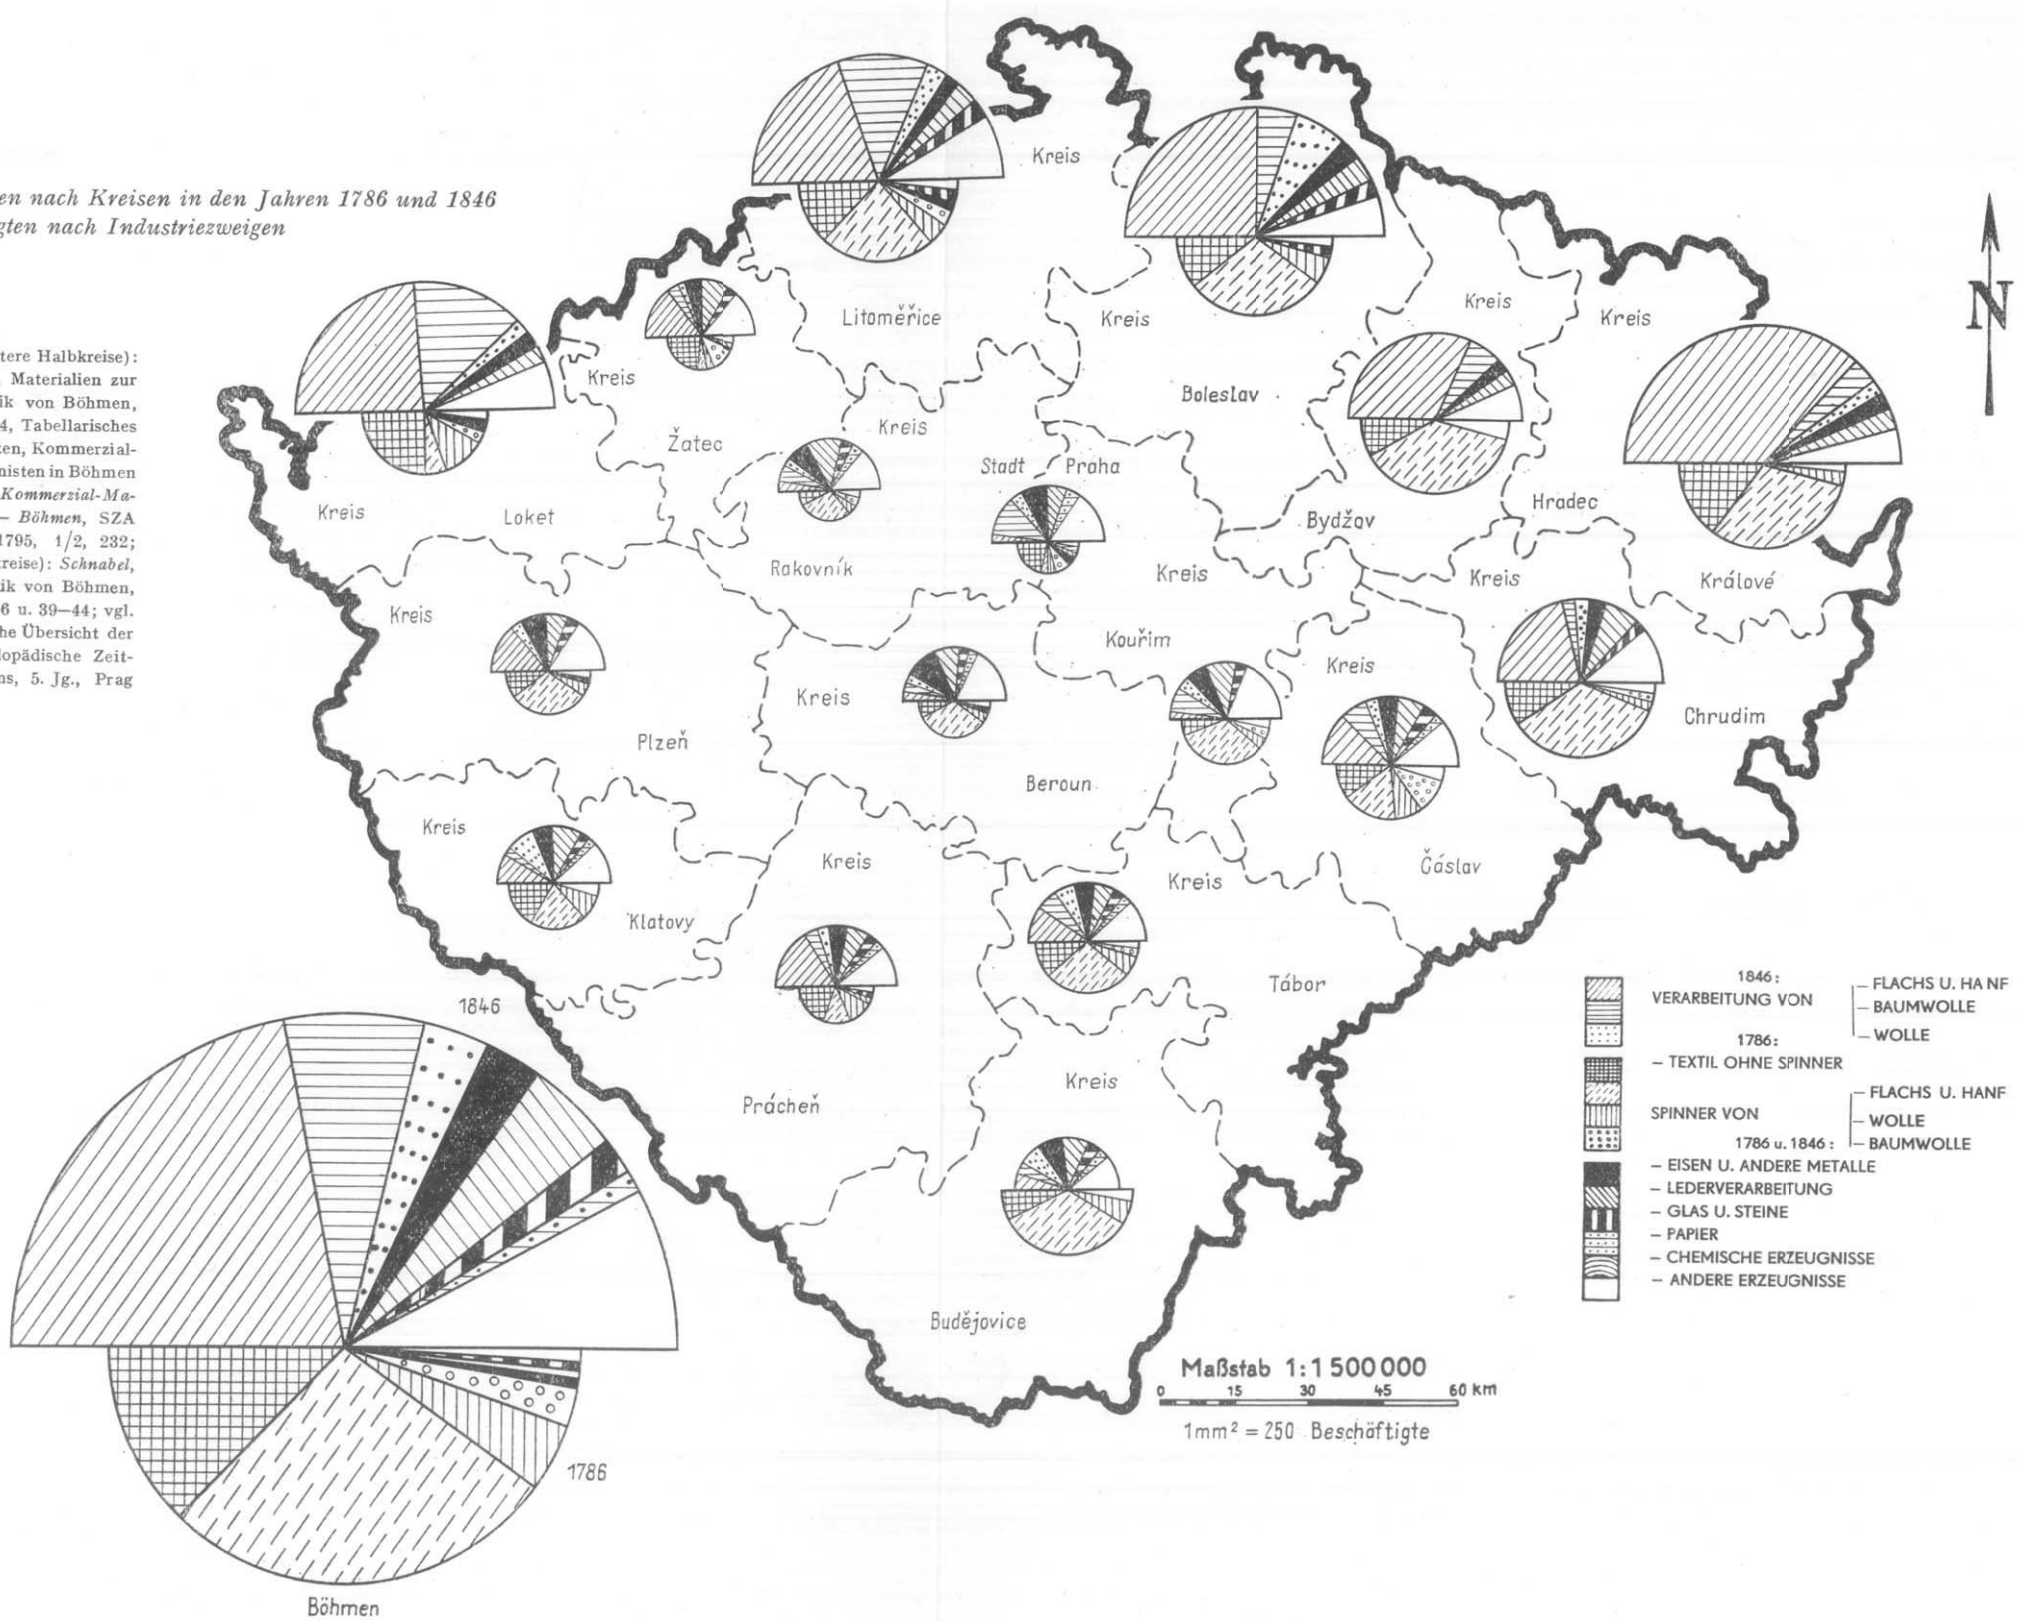 en nach Kreisen in den Jahren 1786 und 1846
gten nach Industriezweigen
tere Halbkreise):
Materialien zur
ik von Böhmen,
4, Tabellarisches
ten, Kommerzial-
nisten in Böhmen
Kommerzial-Ma-
— Böhmen, SZA
1795, 1/2, 232;
reise): Schnabel,
ik von Böhmen,
6 u. 39—44; vgl.
he Übersicht der
lopädische Zeit-
ns, 5. Jg., Prag
N
Kreis
Litoměřice
Kreis
Boleslav
Kreis
Bydžov
Kreis
Hradec
Králové
Kreis
Žatec
Kreis
Rakovník
Stadt Praha
Kreis
Loket
Kreis
Kouřim
Kreis
Chrudim
Kreis
Plzeň
Kreis
Beroun
Kreis
Čáslav
Kreis
Klatovy
Kreis
Prácheň
Kreis
Tábor
Kreis
Budějovice
1846
1786
Böhmen
1846:
VERARBEITUNG VON
– FLACHS U. HANF
– BAUMWOLLE
– WOLLE
1786:
– TEXTIL OHNE SPINNER
SPINNER VON
– FLACHS U. HANF
– WOLLE
– BAUMWOLLE
1786 u. 1846:
– EISEN U. ANDERE METALLE
– LEDERVERARBEITUNG
– GLAS U. STEINE
– PAPIER
– CHEMISCHE ERZEUGNISSE
– ANDERE ERZEUGNISSE
Maßstab 1:1 500 000
0 15 30 45 60 km
1mm² = 250 Beschäftigte